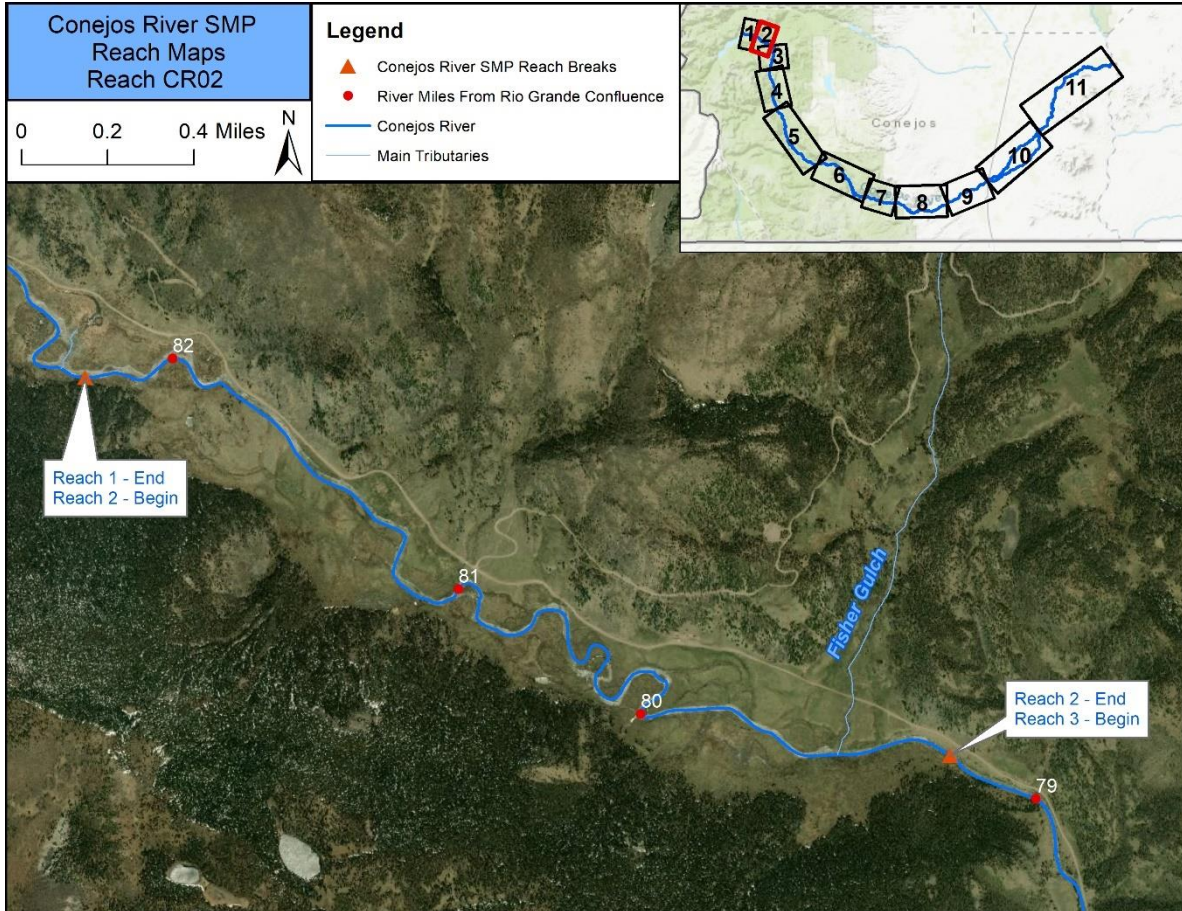 Conejos River SMP
Reach Maps
Reach CR02
0 0.2 0.4 Miles
N
Legend
Conejos River SMP Reach Breaks
River Miles From Rio Grande Confluence
Conejos River
Main Tributaries
1
2
3
4
5
6
7
8
9
10
11
Conejos
82
Reach 1 - End
Reach 2 - Begin
81
80
Fisher Gulch
Reach 2 - End
Reach 3 - Begin
79